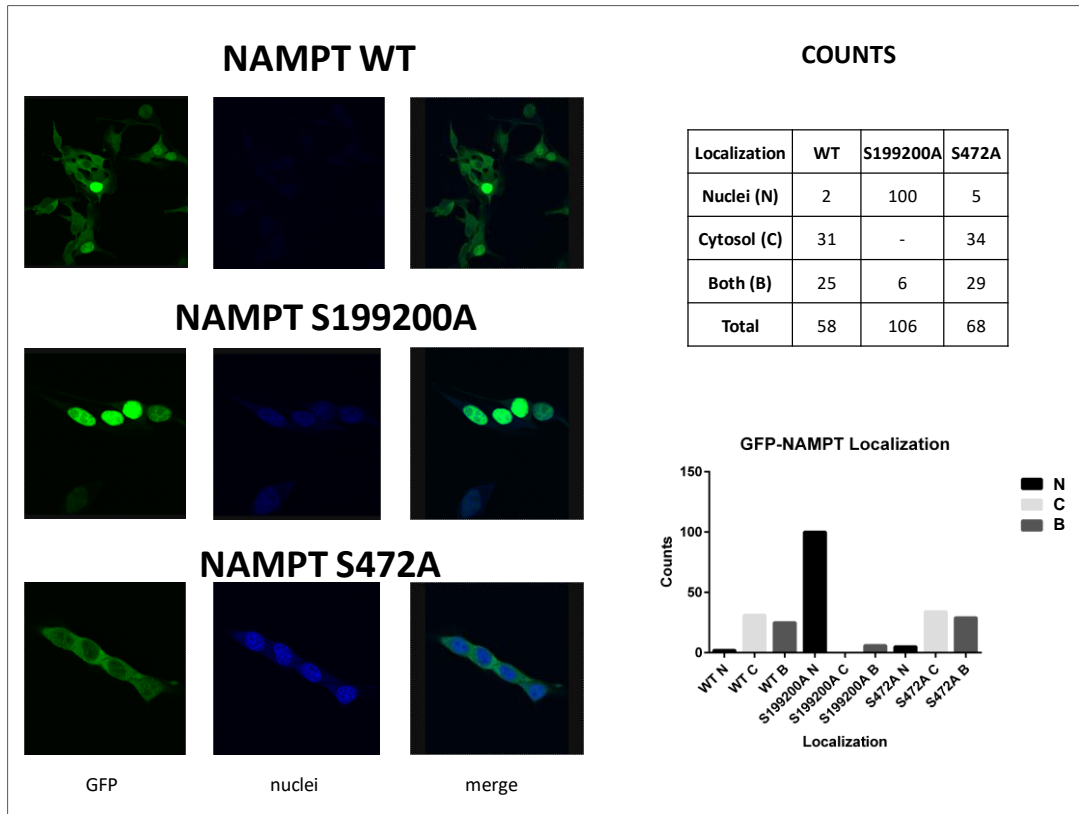 NAMPT WT
NAMPT S199200A
NAMPT S472A
GFP nuclei merge
COUNTS
Localization WT S199200A S472A
Nuclei (N) 2 100 5
Cytosol (C) 31 - 34
Both (B) 25 6 29
Total 58 106 68
GFP-NAMPT Localization
150
100
50
0
Counts
WT N
WT C
WT B
S199200A N
S199200A C
S199200A B
S472A N
S472A C
S472A B
Localization
N
C
B